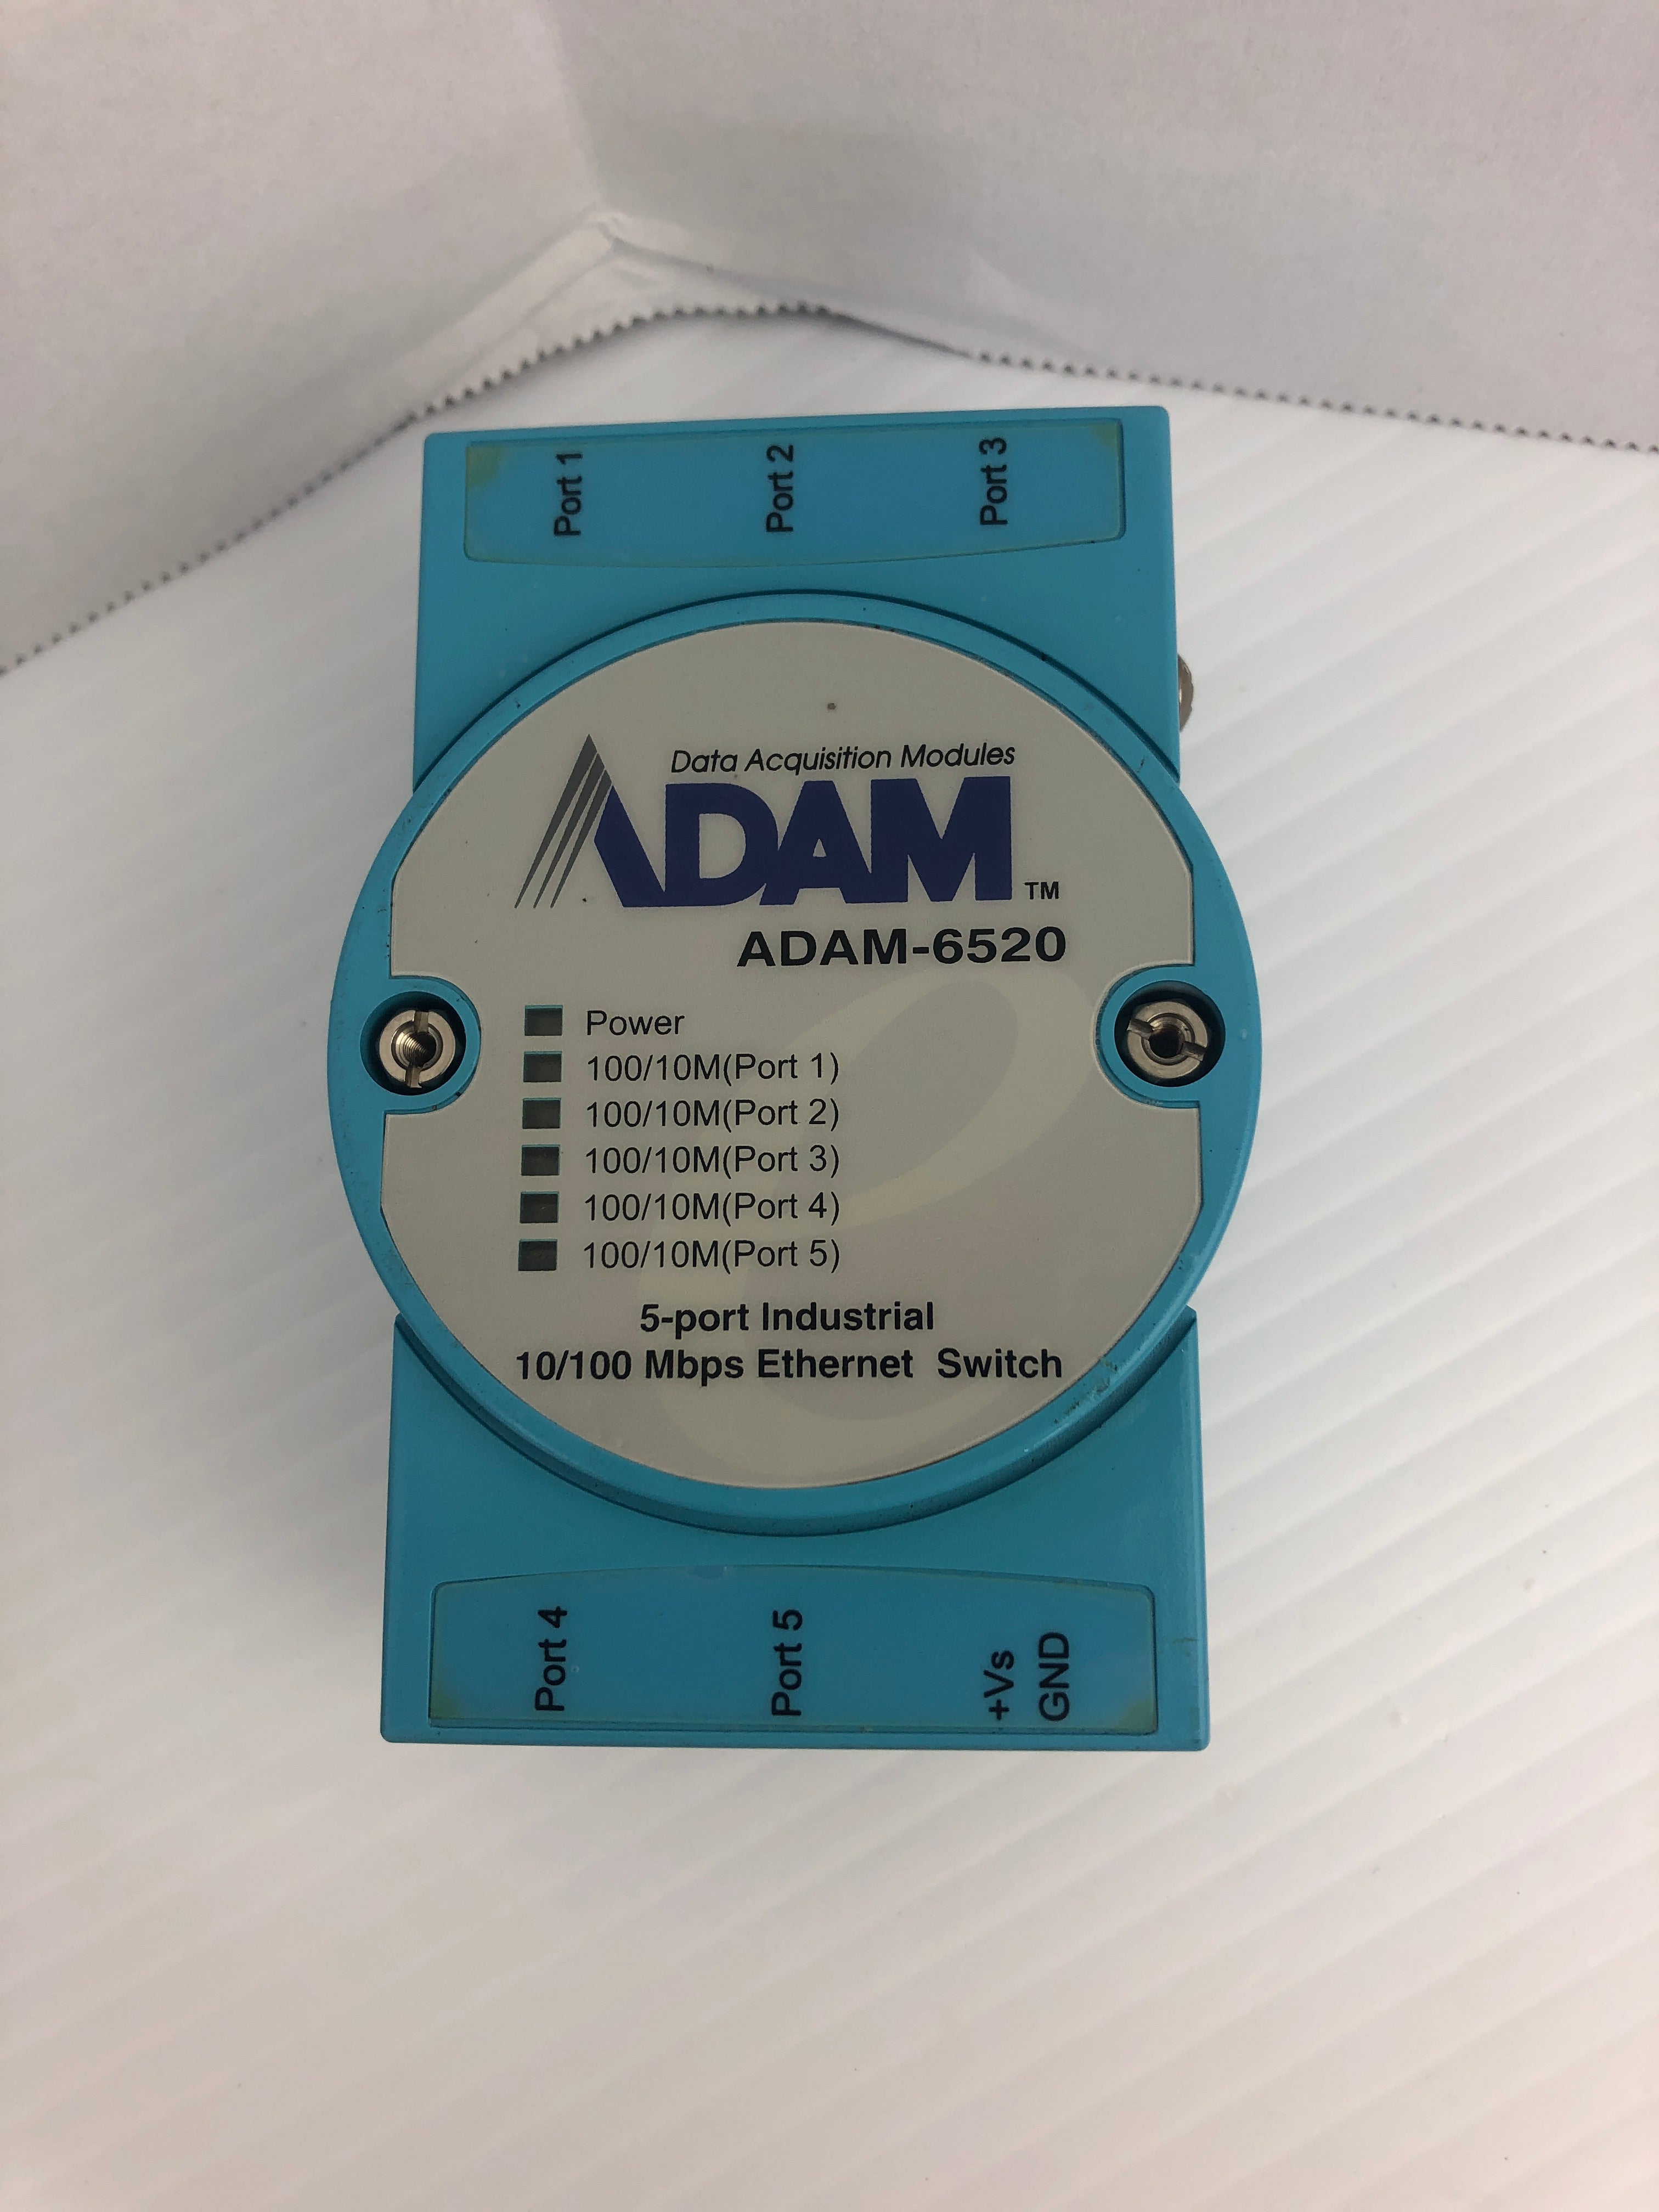 Port 1
Port 2
Port 3
Data Acquisition Modules
ADAM ™
ADAM-6520
Power
100/10M(Port 1)
100/10M(Port 2)
100/10M(Port 3)
100/10M(Port 4)
100/10M(Port 5)
5-port Industrial
10/100 Mbps Ethernet Switch
Port 4
Port 5
+Vs
GND